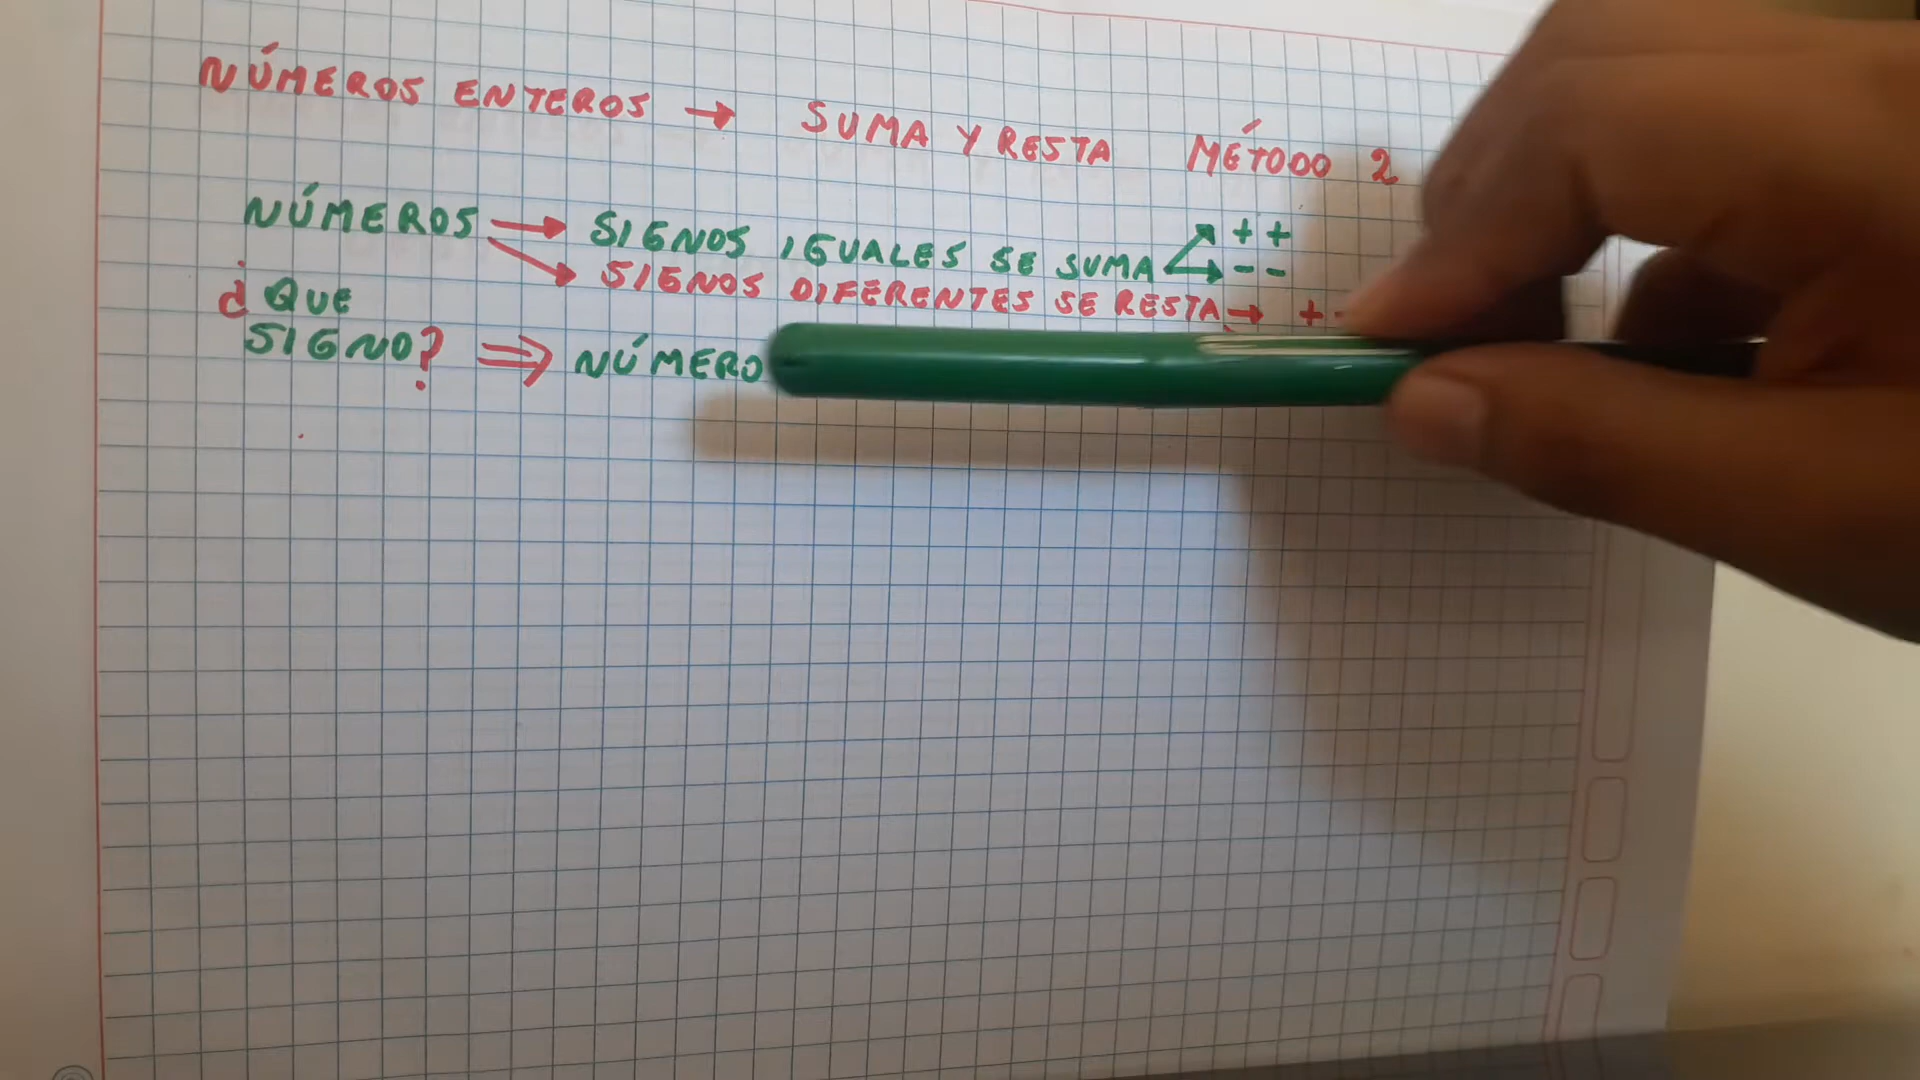 NÚMEROS ENTEROS → SUMA Y RESTA MÉTODO 2
NÚMEROS → SIGNOS IGUALES SE SUMA ++
--
SIGNOS DIFERENTES SE RESTA → +-
¿QUE
SIGNO? ⇒ NÚMERO